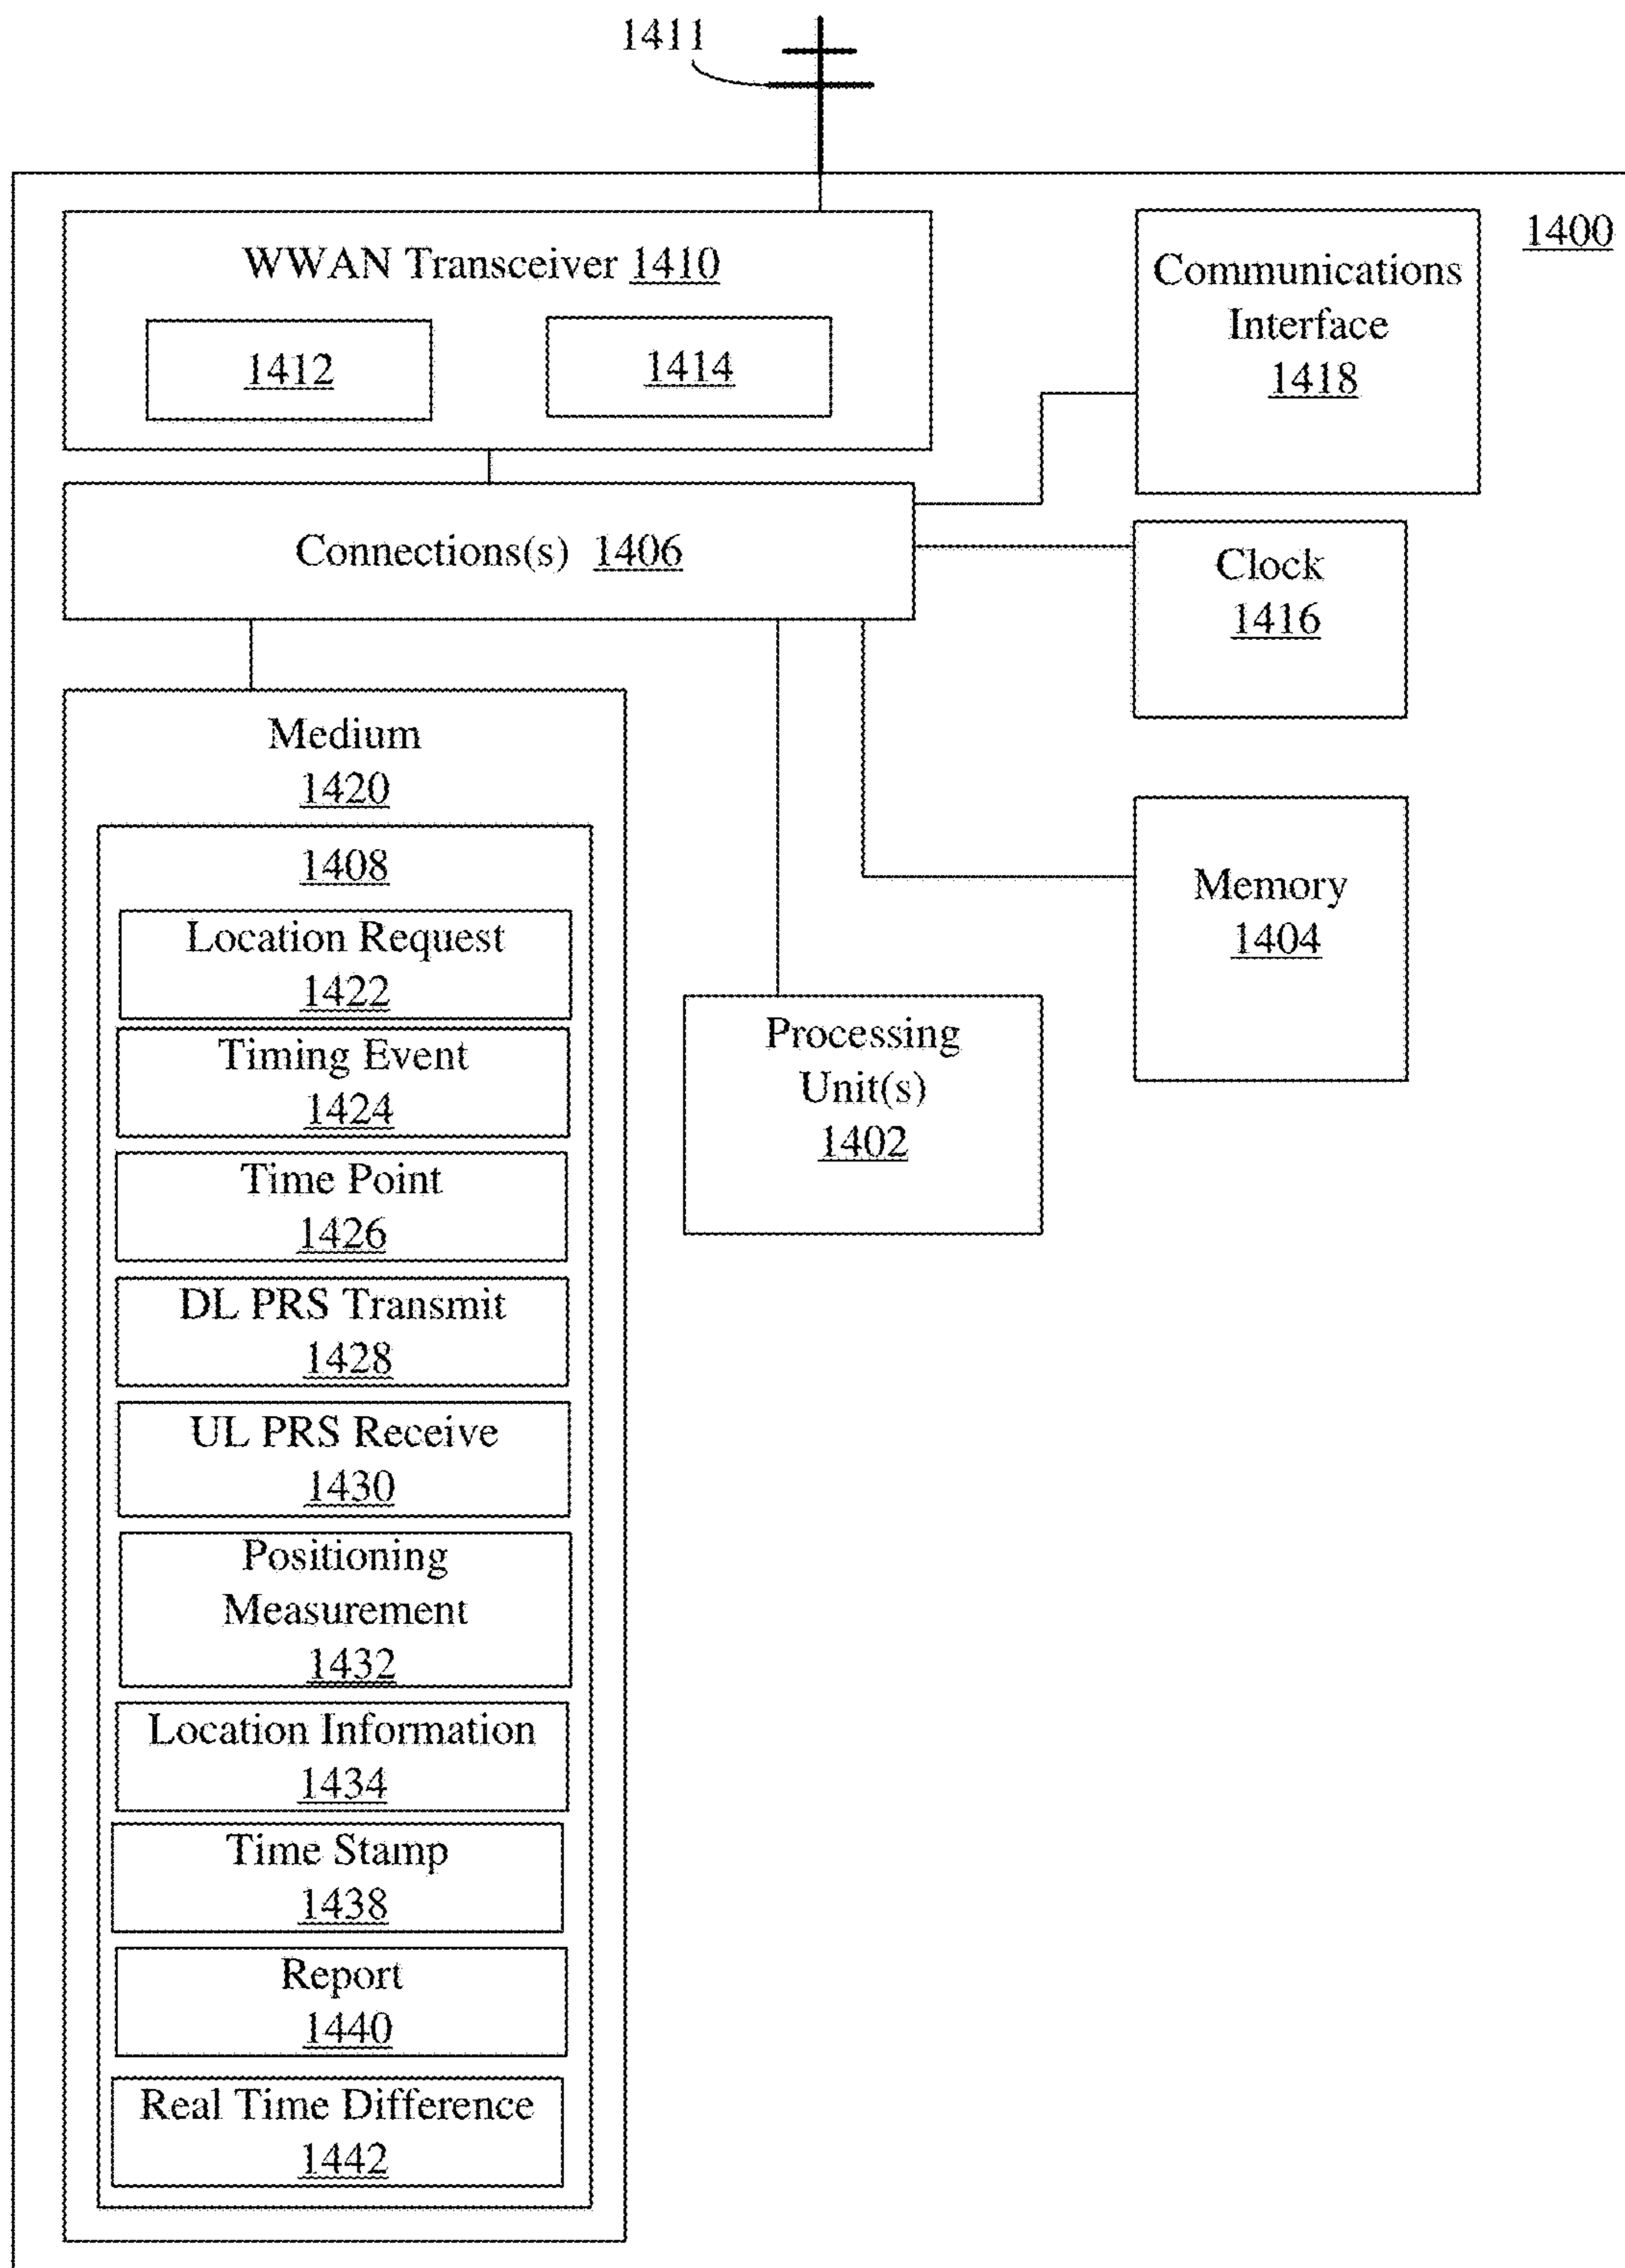 1411
1400
WWAN Transceiver 1410
1412
1414
Communications
Interface
1418
Connections(s) 1406
Clock
1416
Medium
1420
1408
Location Request
1422
Timing Event
1424
Time Point
1426
DL PRS Transmit
1428
UL PRS Receive
1430
Positioning
Measurement
1432
Location Information
1434
Time Stamp
1438
Report
1440
Real Time Difference
1442
Processing
Unit(s)
1402
Memory
1404